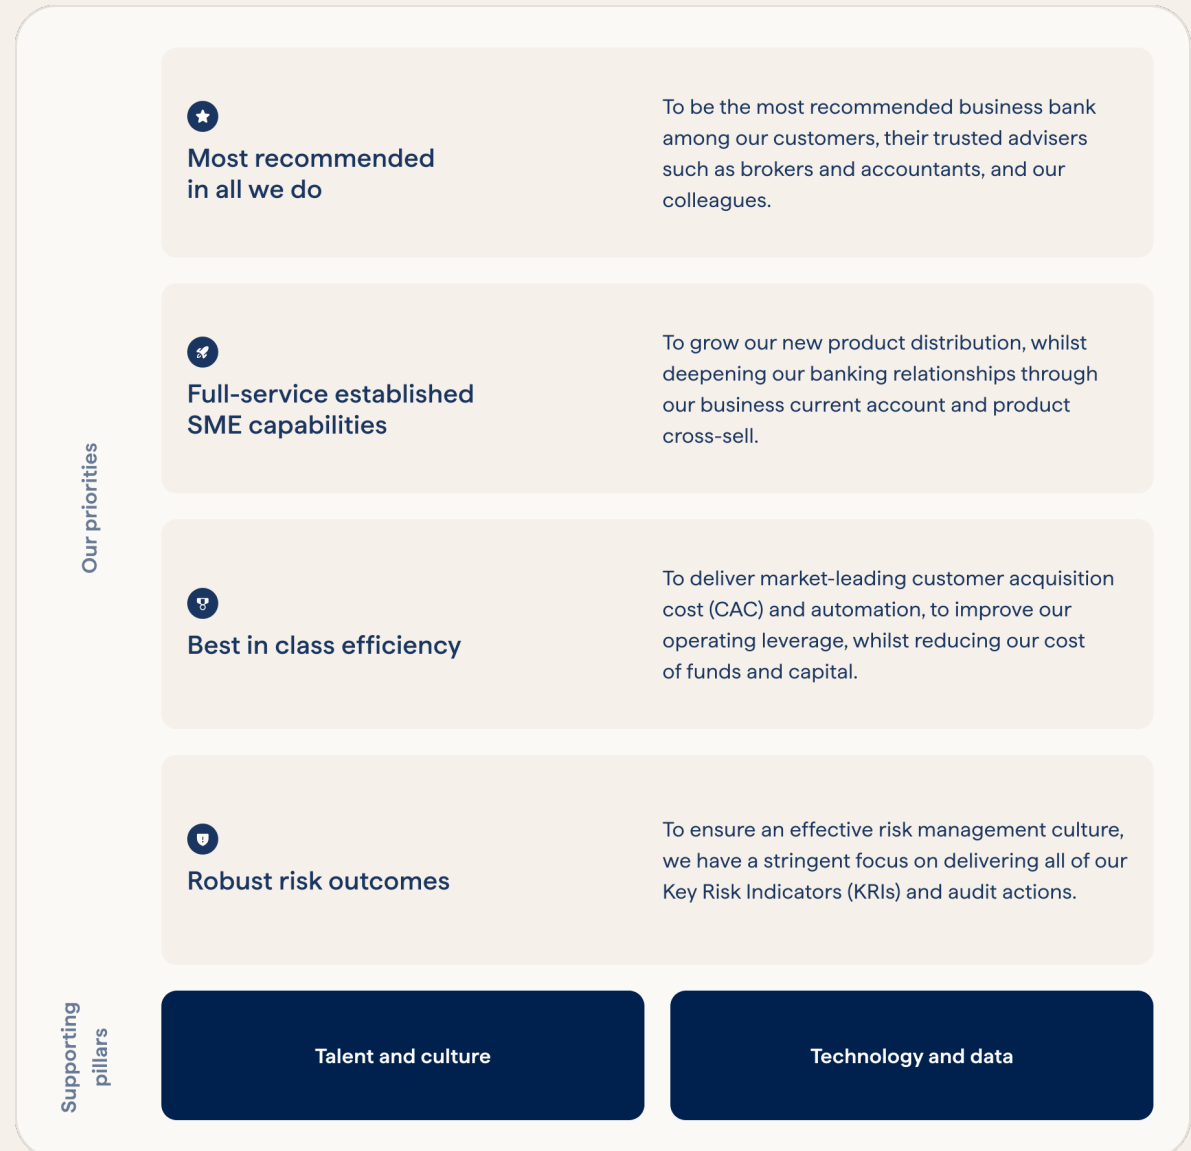 Our priorities
Most recommended
in all we do
To be the most recommended business bank
among our customers, their trusted advisers
such as brokers and accountants, and our
colleagues.
Full-service established
SME capabilities
To grow our new product distribution, whilst
deepening our banking relationships through
our business current account and product
cross-sell.
Best in class efficiency
To deliver market-leading customer acquisition
cost (CAC) and automation, to improve our
operating leverage, whilst reducing our cost
of funds and capital.
Robust risk outcomes
To ensure an effective risk management culture,
we have a stringent focus on delivering all of our
Key Risk Indicators (KRIs) and audit actions.
Supporting
pillars
Talent and culture
Technology and data